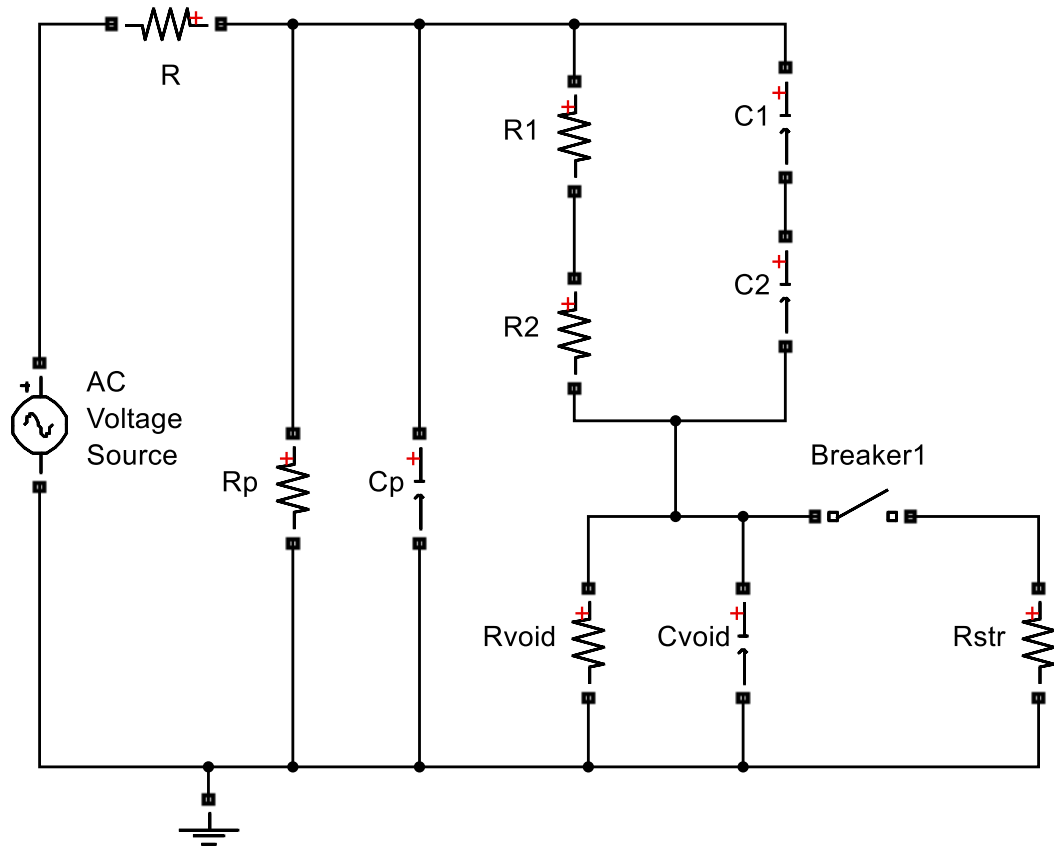 R
R1
C1
R2
C2
AC
Voltage
Source
Rp
Cp
Breaker1
Rvoid
Cvoid
Rstr